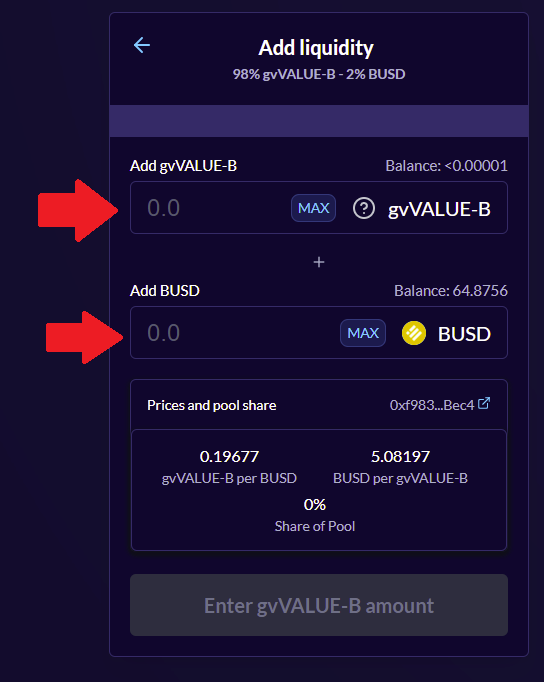 Add liquidity
98% gvVALUE-B - 2% BUSD
Add gvVALUE-B Balance: <0.00001
0.0 MAX ? gvVALUE-B
+
Add BUSD Balance: 64.8756
0.0 MAX BUSD
Prices and pool share 0xf983...Bec4
0.19677 5.08197
gvVALUE-B per BUSD BUSD per gvVALUE-B
0%
Share of Pool
Enter gvVALUE-B amount